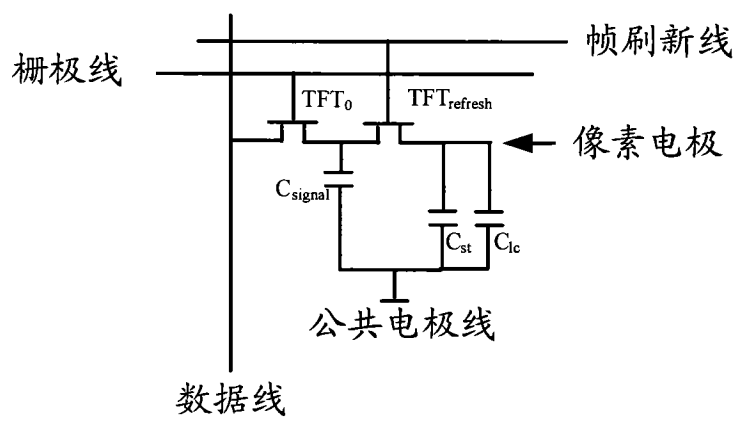 帧刷新线
栅极线
TFT₀
TFTrefresh
像素电极
Csignal
Cst
Clc
公共电极线
数据线